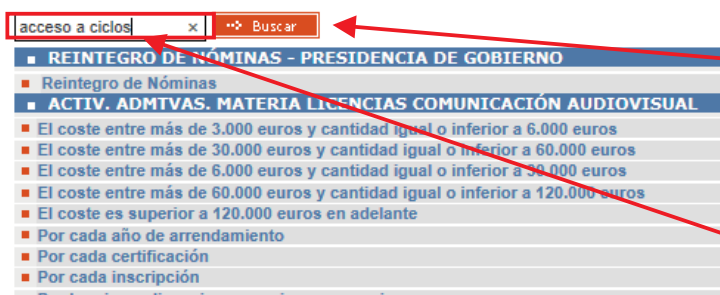 acceso a ciclos × Buscar
REINTEGRO DE NÓMINAS - PRESIDENCIA DE GOBIERNO
Reintegro de Nóminas
ACTIV. ADMTVAS. MATERIA LICENCIAS COMUNICACIÓN AUDIOVISUAL
El coste entre más de 3.000 euros y cantidad igual o inferior a 6.000 euros
El coste entre más de 30.000 euros y cantidad igual o inferior a 60.000 euros
El coste entre más de 6.000 euros y cantidad igual o inferior a 30.000 euros
El coste entre más de 60.000 euros y cantidad igual o inferior a 120.000 euros
El coste es superior a 120.000 euros en adelante
Por cada año de arrendamiento
Por cada certificación
Por cada inscripción